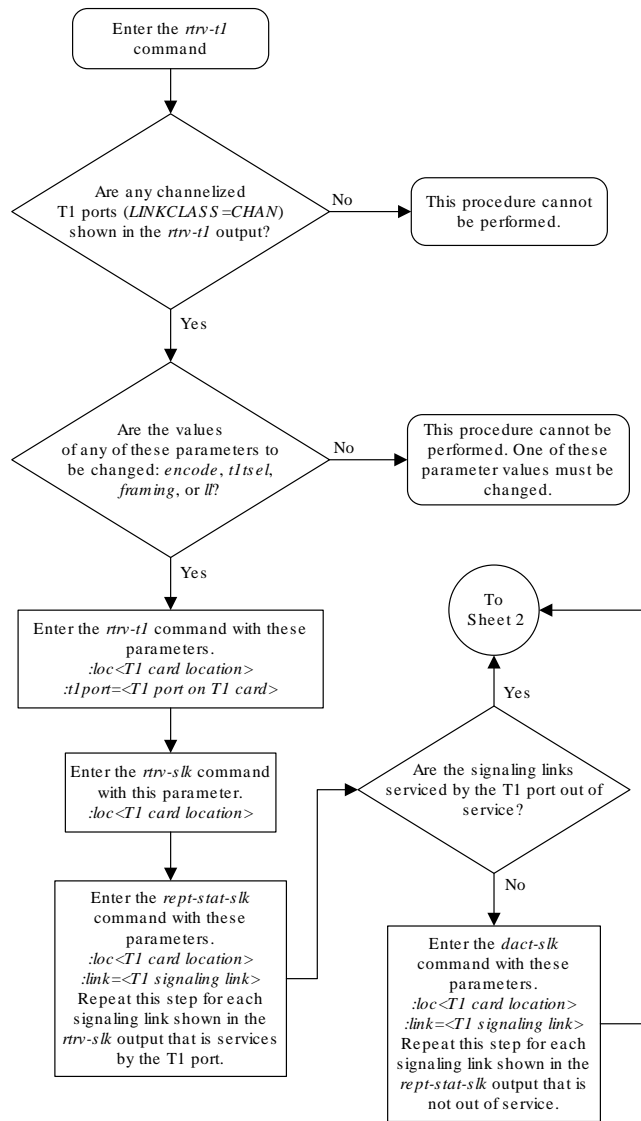 Enter the rtrv-t1
command
Are any channelized
T1 ports (LINKCLASS=CHAN)
shown in the rtrv-t1 output?
No
This procedure cannot
be performed.
Yes
Are the values
of any of these parameters to
be changed: encode, t1tsel,
framing, or ll?
No
This procedure cannot be
performed. One of these
parameter values must be
changed.
Yes
Enter the rtrv-t1 command with these
parameters.
:loc<T1 card location>
:t1port=<T1 port on T1 card>
Enter the rtrv-slk command
with this parameter.
:loc<T1 card location>
Enter the rept-stat-slk
command with these
parameters.
:loc<T1 card location>
:link=<T1 signaling link>
Repeat this step for each
signaling link shown in the
rtrv-slk output that is services
by the T1 port.
To
Sheet 2
Yes
Are the signaling links
serviced by the T1 port out of
service?
No
Enter the dact-slk
command with these
parameters.
:loc<T1 card location>
:link=<T1 signaling link>
Repeat this step for each
signaling link shown in the
rept-stat-slk output that is
not out of service.